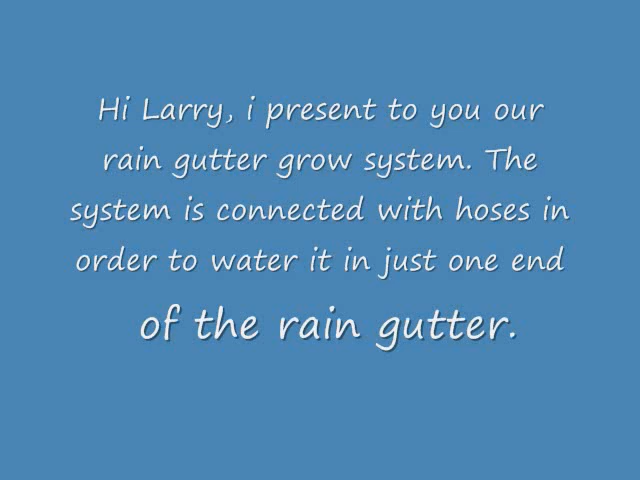 Hi Larry, i present to you our
rain gutter grow system. The
system is connected with hoses in
order to water it in just one end
of the rain gutter.